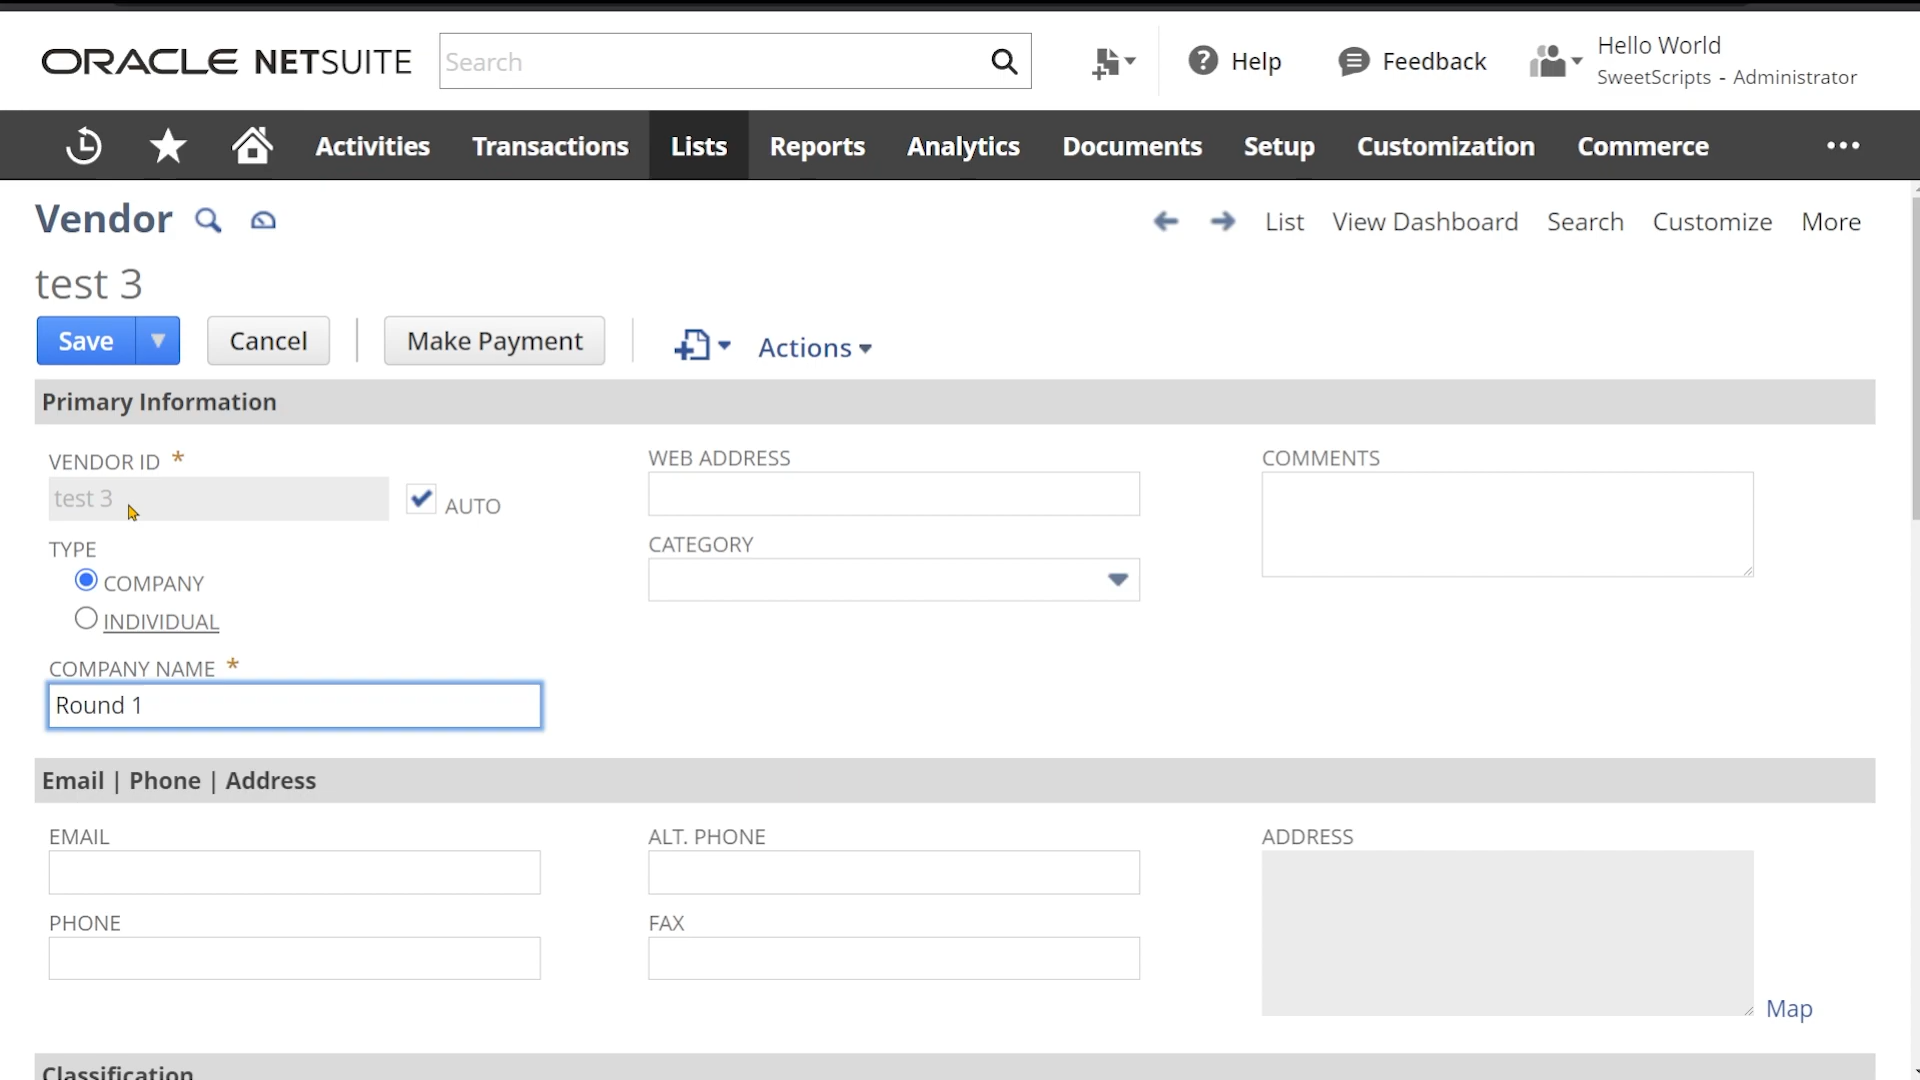 ORACLE NETSUITE
Search
Help
Feedback
Hello World
SweetScripts - Administrator
Activities Transactions Lists Reports Analytics Documents Setup Customization Commerce
Vendor
List View Dashboard Search Customize More
test 3
Save Cancel Make Payment Actions
Primary Information
VENDOR ID *
test 3
AUTO
TYPE
COMPANY
INDIVIDUAL
COMPANY NAME *
Round 1
WEB ADDRESS
CATEGORY
COMMENTS
Email | Phone | Address
EMAIL
PHONE
ALT. PHONE
FAX
ADDRESS
Map
Classification